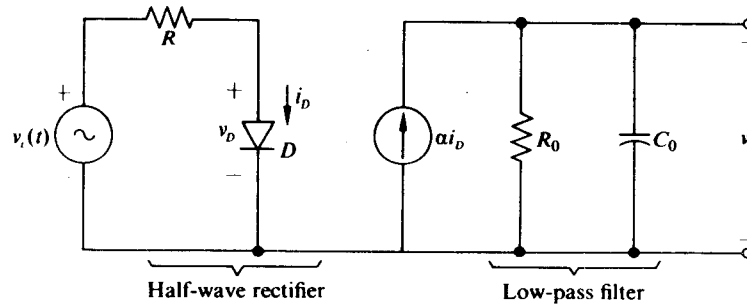 R
+
+
i_D
v_i(t)
v_D
D
−
αi_D
R_0
C_0
−
v
−
Half-wave rectifier
Low-pass filter